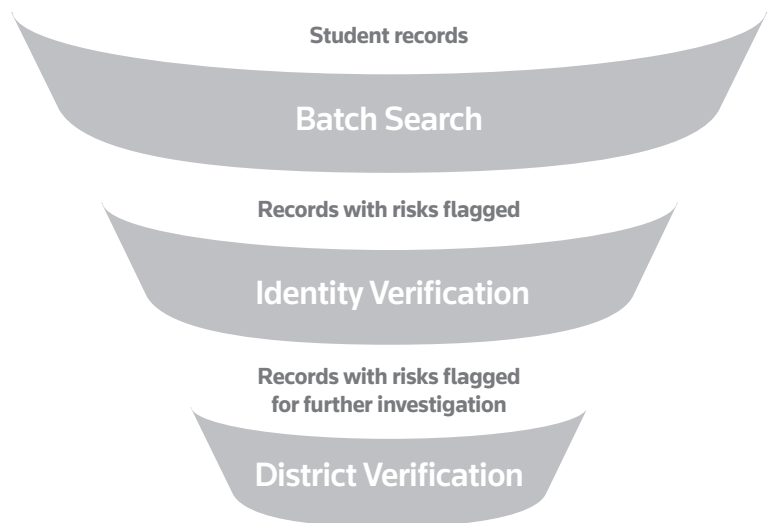 Student records
Batch Search
Records with risks flagged
Identity Verification
Records with risks flagged
for further investigation
District Verification